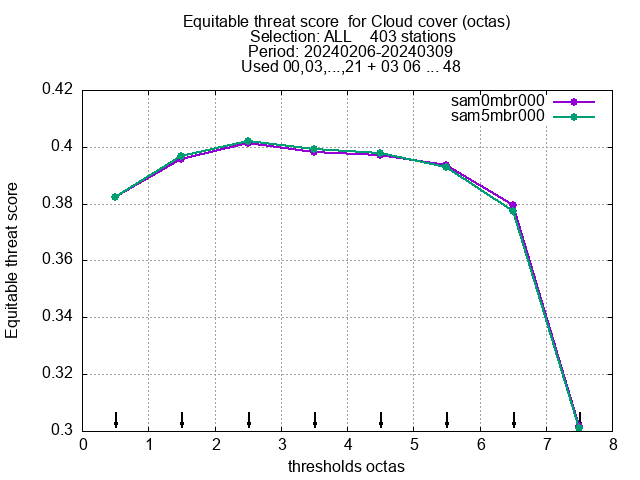 Equitable threat score  for Cloud cover (octas)
Selection: ALL    403 stations
Period: 20240206-20240309
Used 00,03,...,21 + 03 06 ... 48
sam0mbr000
sam5mbr000
0.42
0.4
0.38
0.36
0.34
0.32
0.3
Equitable threat score
0 1 2 3 4 5 6 7 8
thresholds octas